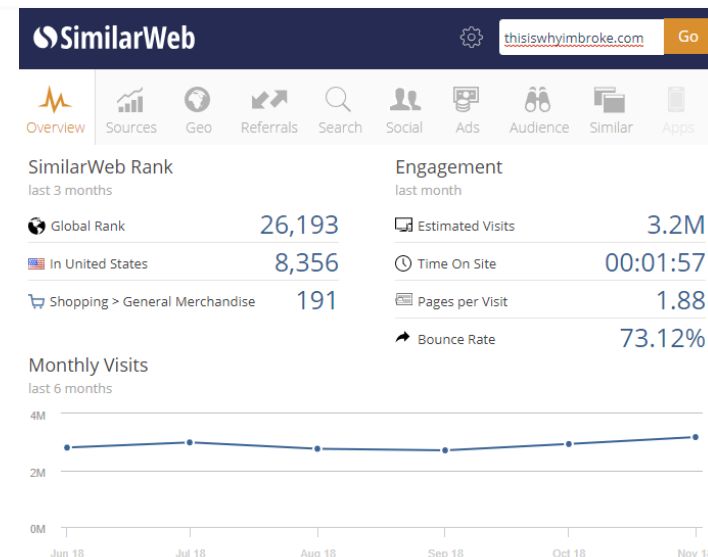 SimilarWeb
thisiswhyimbroke.com
Go
Overview
Sources
Geo
Referrals
Search
Social
Ads
Audience
Similar
Apps
SimilarWeb Rank
last 3 months
Global Rank 26,193
In United States 8,356
Shopping > General Merchandise 191
Engagement
last month
Estimated Visits 3.2M
Time On Site 00:01:57
Pages per Visit 1.88
Bounce Rate 73.12%
Monthly Visits
last 6 months
4M
2M
0M
Jun 18
Jul 18
Aug 18
Sep 18
Oct 18
Nov 18